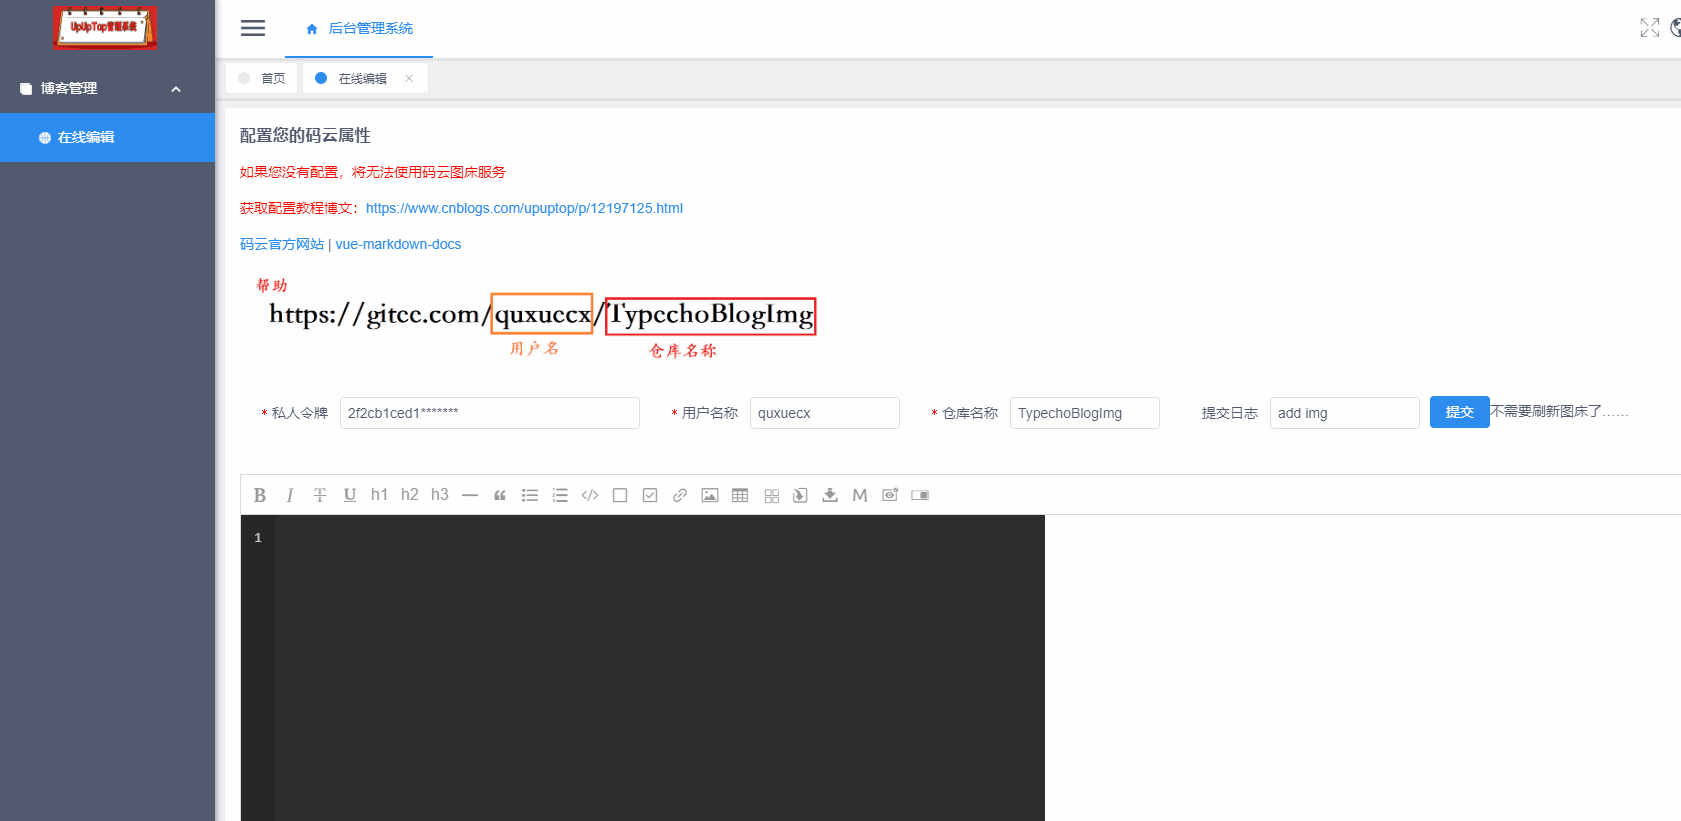 UpUpTop管理系统
后台管理系统
博客管理
在线编辑
首页
在线编辑
配置您的码云属性
如果您没有配置，将无法使用码云图床服务
获取配置教程博文：https://www.cnblogs.com/upuptop/p/12197125.html
码云官方网站 | vue-markdown-docs
帮助
https://gitee.com/quxuecx/TypechoBlogImg
用户名
仓库名称
* 私人令牌 2f2cb1ced1******* * 用户名称 quxuecx * 仓库名称 TypechoBlogImg 提交日志 add img 提交 不需要刷新图床了……
B I T U h1 h2 h3 M
1